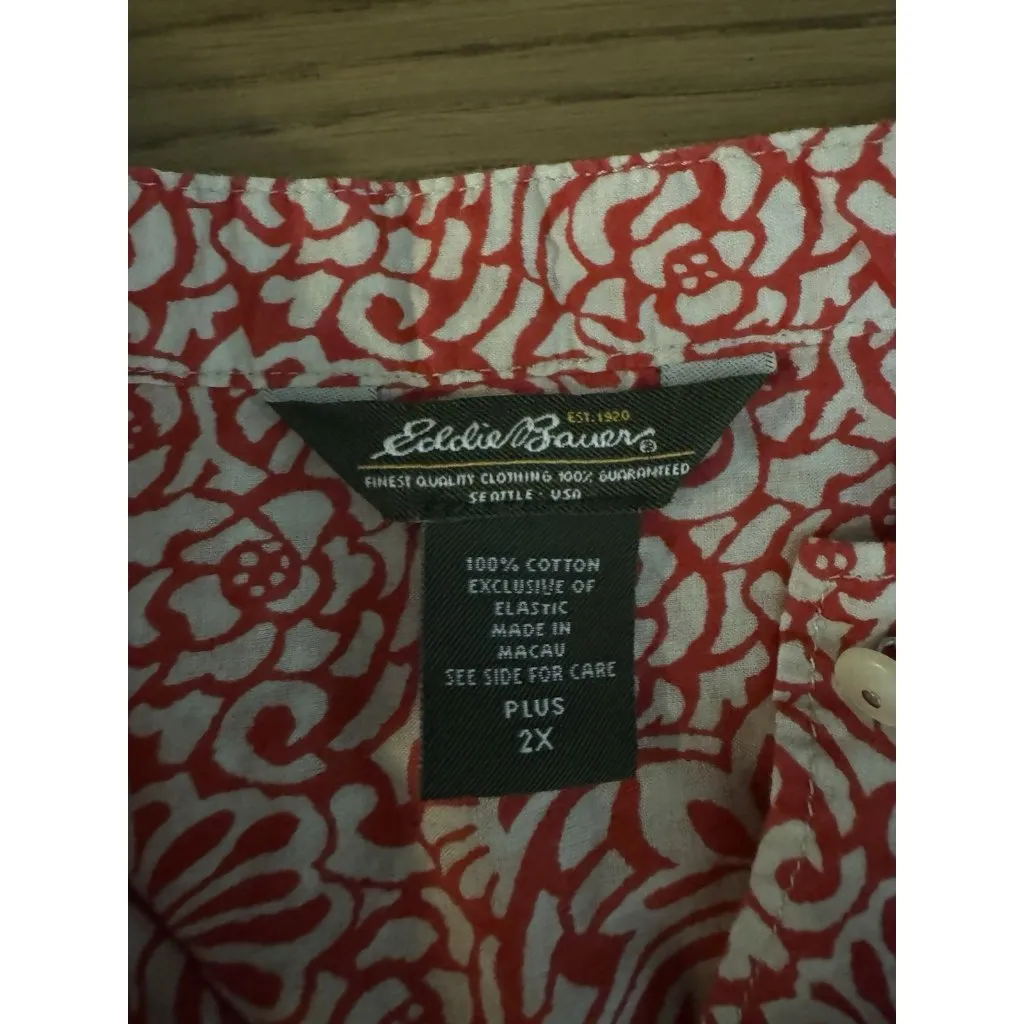 EST. 1920
Eddie Bauer®
FINEST QUALITY CLOTHING 100% GUARANTEED
SEATTLE · USA
100% COTTON
EXCLUSIVE OF
ELASTIC
MADE IN
MACAU
SEE SIDE FOR CARE
PLUS
2X